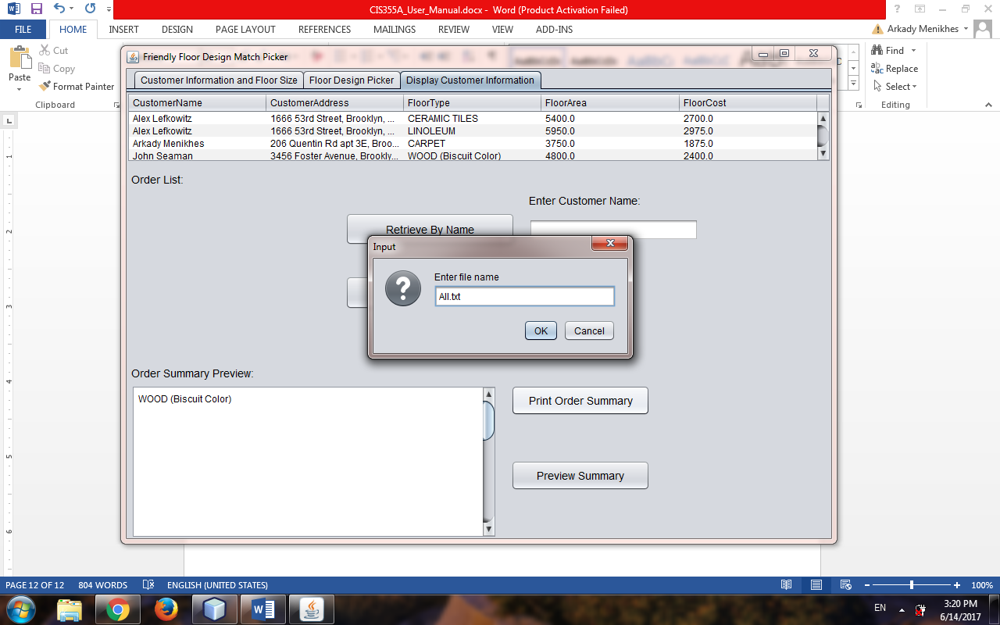 CIS355A_User_Manual.docx - Word (Product Activation Failed)
FILE HOME INSERT DESIGN PAGE LAYOUT REFERENCES MAILINGS REVIEW VIEW ADD-INS Arkady Menikhes
Paste
Cut
Copy
Format Painter
Clipboard
Find
Replace
Select
Editing
Friendly Floor Design Match Picker
Customer Information and Floor Size Floor Design Picker Display Customer Information
CustomerName CustomerAddress FloorType FloorArea FloorCost
Alex Lefkowitz 1666 53rd Street, Brooklyn, ... CERAMIC TILES 5400.0 2700.0
Alex Lefkowitz 1666 53rd Street, Brooklyn, ... LINOLEUM 5950.0 2975.0
Arkady Menikhes 206 Quentin Rd apt 3E, Broo... CARPET 3750.0 1875.0
John Seaman 3456 Foster Avenue, Brookly... WOOD (Biscuit Color) 4800.0 2400.0
Order List:
Enter Customer Name:
Retrieve By Name
Input
Enter file name
All.txt
OK Cancel
Order Summary Preview:
WOOD (Biscuit Color)
Print Order Summary
Preview Summary
1
2
3
4
5
6
PAGE 12 OF 12 804 WORDS ENGLISH (UNITED STATES) 100%
EN
3:20 PM
6/14/2017